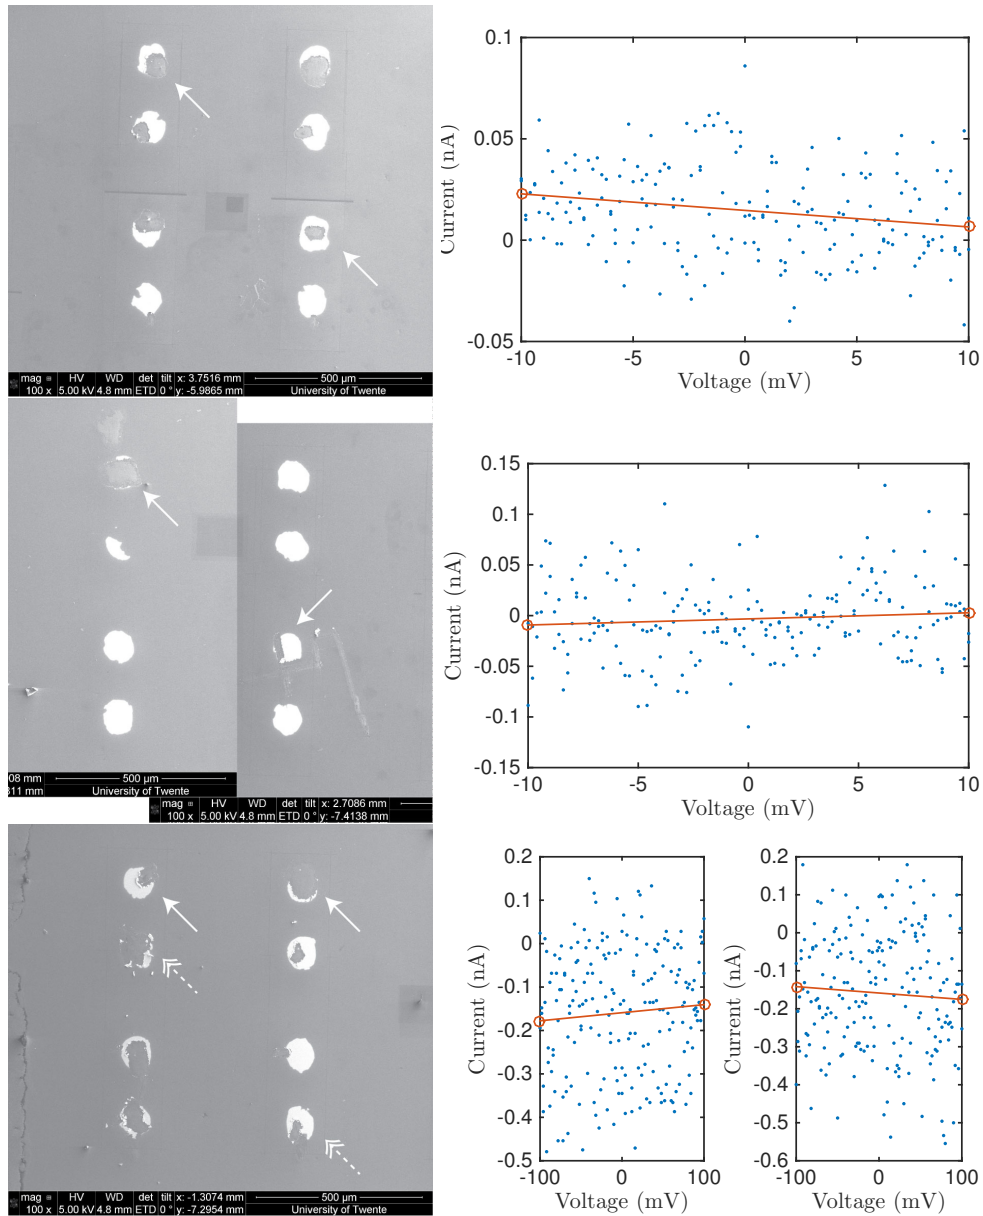 mag HV WD det tilt x: 3.7516 mm 500 µm
100 x 5.00 kV 4.8 mm ETD 0 ° y: -5.9865 mm University of Twente
0.1
0.05
0
-0.05
-10 -5 0 5 10
Current (nA)
Voltage (mV)
08 mm 500 µm
311 mm University of Twente
mag HV WD det tilt x: 2.7086 mm
100 x 5.00 kV 4.8 mm ETD 0 ° y: -7.4138 mm
0.15
0.1
0.05
0
-0.05
-0.1
-0.15
-10 -5 0 5 10
Current (nA)
Voltage (mV)
mag HV WD det tilt x: -1.3074 mm 500 µm
100 x 5.00 kV 4.8 mm ETD 0 ° y: -7.2954 mm University of Twente
0.2
0.1
0
-0.1
-0.2
-0.3
-0.4
-0.5
-100 0 100
Current (nA)
Voltage (mV)
0.2
0.1
0
-0.1
-0.2
-0.3
-0.4
-0.5
-0.6
-100 0 100
Current (nA)
Voltage (mV)